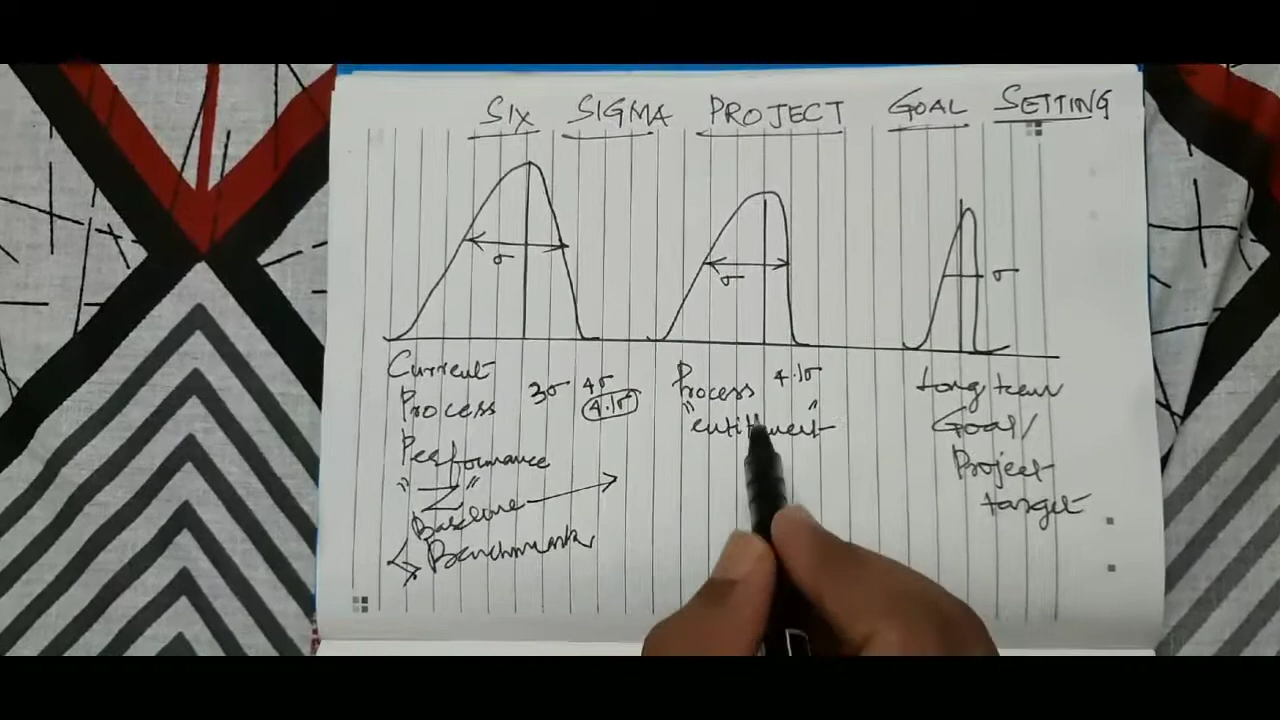 SIX SIGMA PROJECT GOAL SETTING
σ
σ
σ
Current
Process 3σ 4σ
4.1σ
Performance
"Z"
Baseline
Benchmark
Process 4.1σ
"entitlment"
Long term
Goal/
Project
target